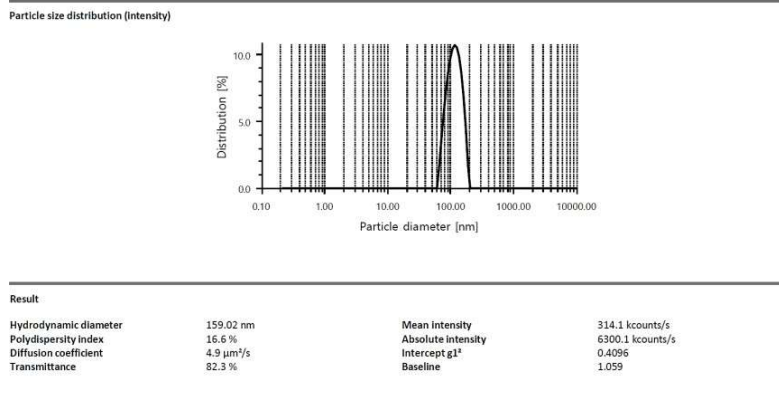 Particle size distribution (intensity)
10.0
5.0
0.0
Distribution [%]
0.10 1.00 10.00 100.00 1000.00 10000.00
Particle diameter [nm]
Result
Hydrodynamic diameter 159.02 nm Mean intensity 314.1 kcounts/s
Polydispersity index 16.6 % Absolute intensity 6300.1 kcounts/s
Diffusion coefficient 4.9 µm²/s Intercept g1² 0.4096
Transmittance 82.3 % Baseline 1.059